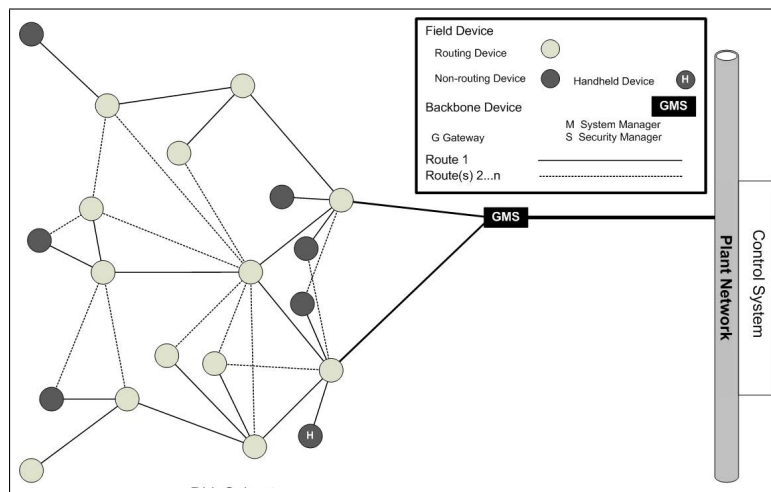 Field Device
Routing Device
Non-routing Device
Handheld Device
H
Backbone Device
GMS
G Gateway
M System Manager
S Security Manager
Route 1
Route(s) 2...n
GMS
Plant Network
Control System
H